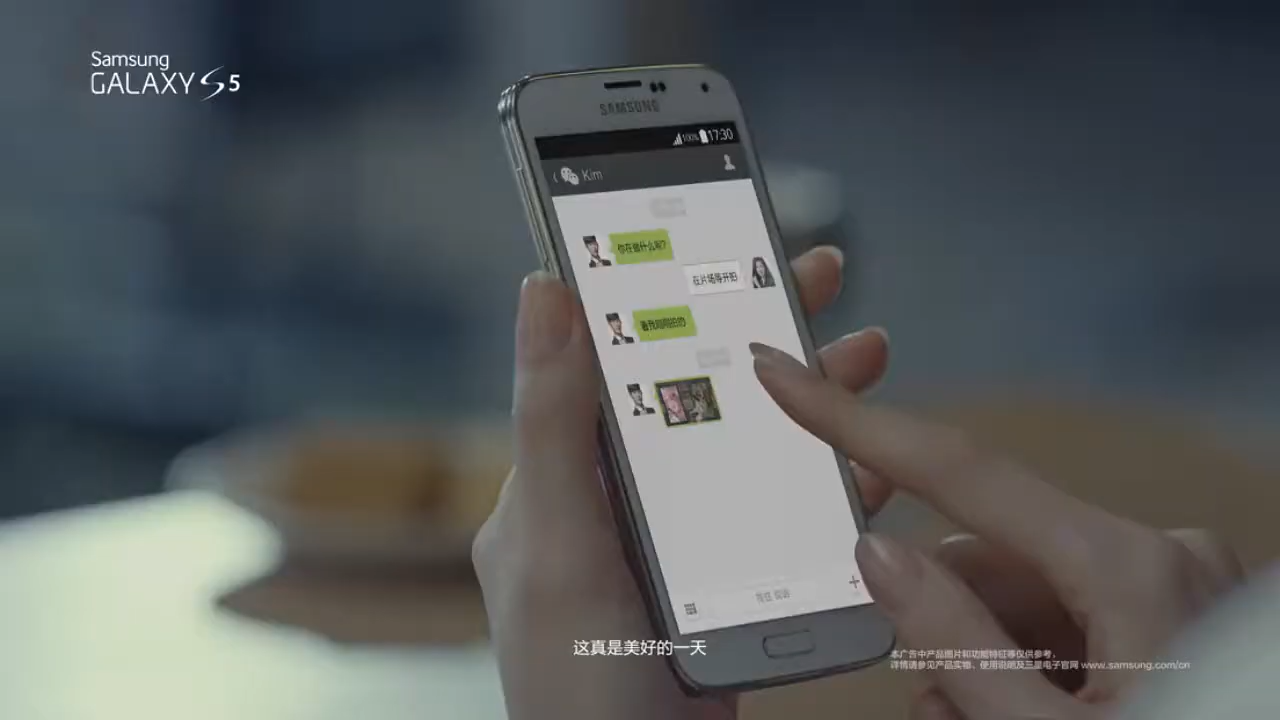 Samsung
GALAXY S5
SAMSUNG
100% 17:30
Kim
你在做什么呢?
在片场等开拍
看我刚刚拍的
按住 说话
这真是美好的一天
本广告中产品图片和功能特征等仅供参考,
详情请参见产品实物、使用说明及三星电子官网 www.samsung.com/cn